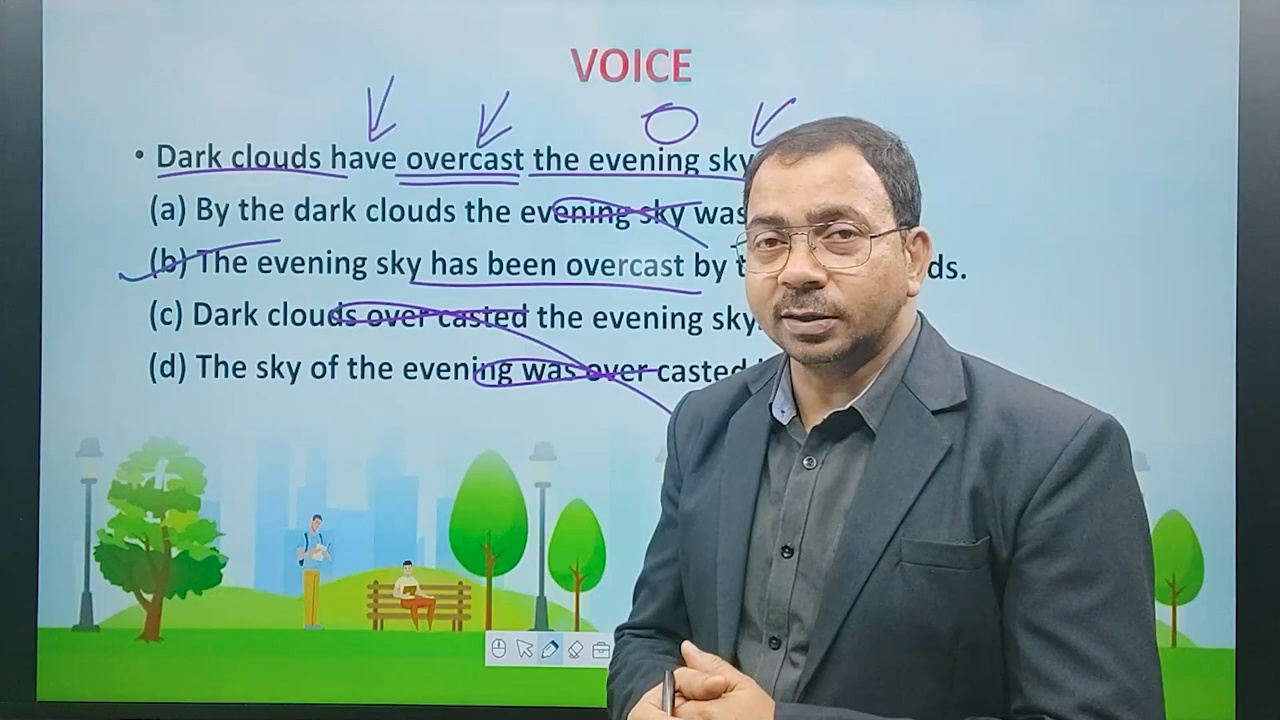 VOICE
• Dark clouds have overcast the evening sky
(a) By the dark clouds the evening sky was
(b) The evening sky has been overcast by ds.
(c) Dark clouds over casted the evening sky.
(d) The sky of the evening was over casted